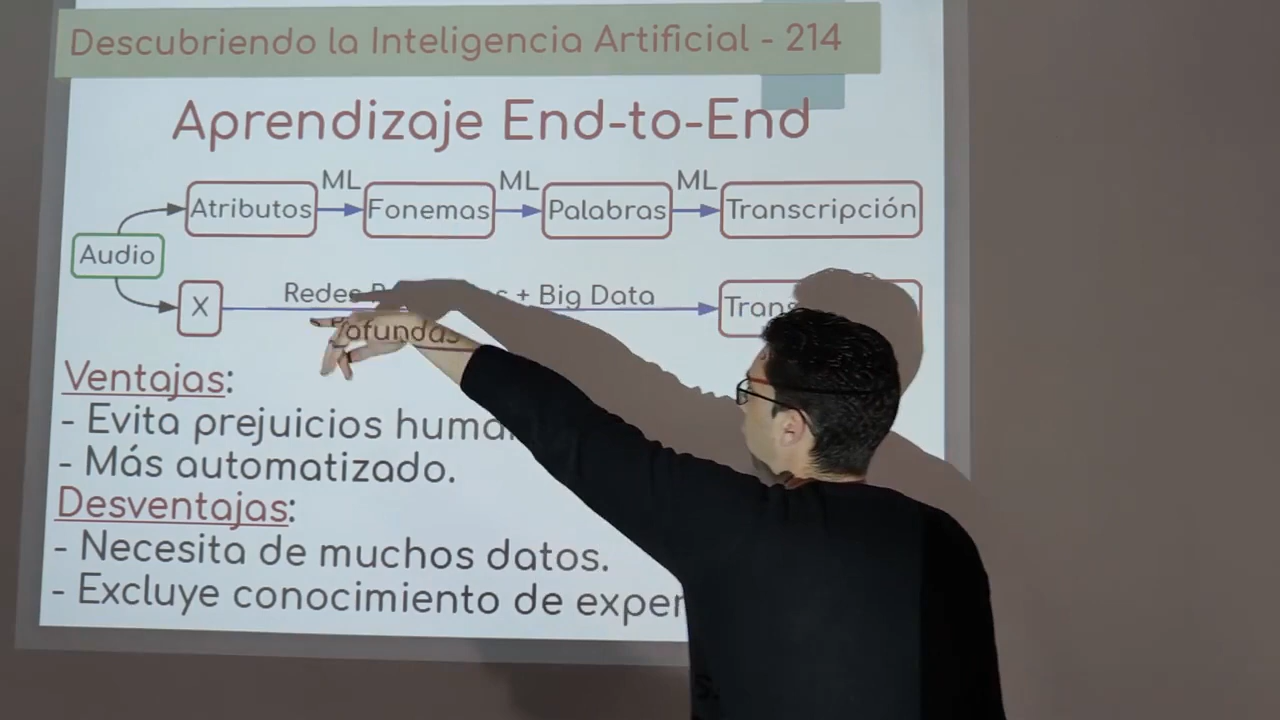 Descubriendo la Inteligencia Artificial - 214
Aprendizaje End-to-End
ML ML ML
Atributos Fonemas Palabras Transcripción
Audio
X Redes + Big Data
Ventajas:
- Evita prejuicios
- Más automatizado.
Desventajas:
- Necesita de muchos datos.
- Excluye conocimiento de